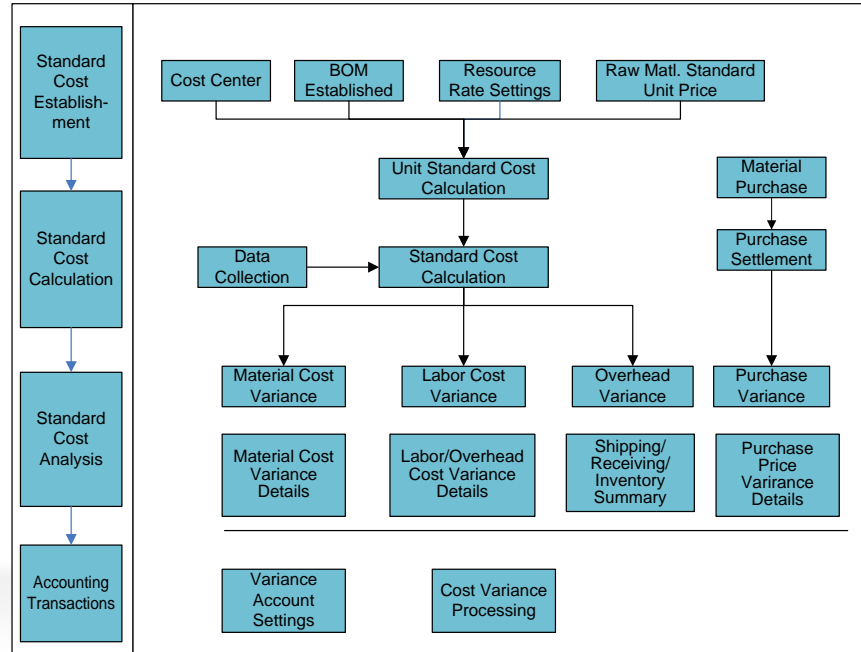 Standard
Cost
Establish-
ment
Standard
Cost
Calculation
Standard
Cost
Analysis
Accounting
Transactions
Cost Center
BOM
Established
Resource
Rate Settings
Raw Matl. Standard
Unit Price
Unit Standard Cost
Calculation
Material
Purchase
Data
Collection
Standard Cost
Calculation
Purchase
Settlement
Material Cost
Variance
Labor Cost
Variance
Overhead
Variance
Purchase
Variance
Material Cost
Variance
Details
Labor/Overhead
Cost Variance
Details
Shipping/
Receiving/
Inventory
Summary
Purchase
Price
Varirance
Details
Variance
Account
Settings
Cost Variance
Processing